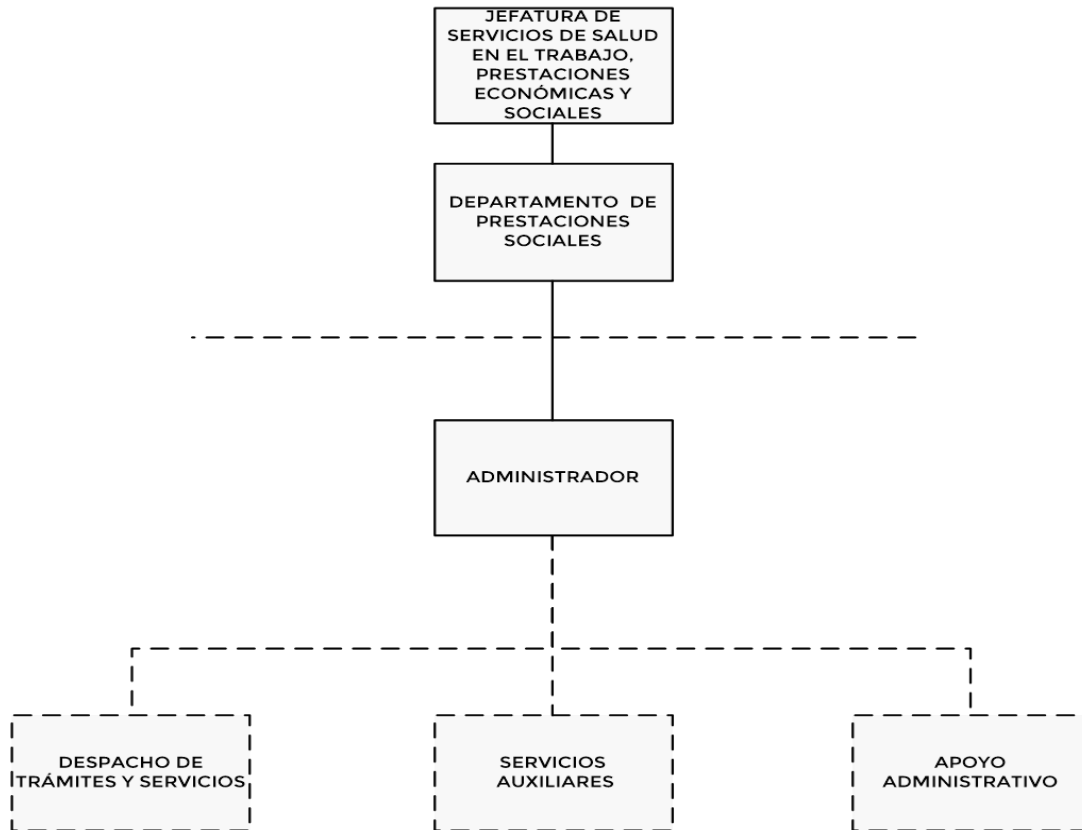 JEFATURA DE
SERVICIOS DE SALUD
EN EL TRABAJO,
PRESTACIONES
ECONÓMICAS Y
SOCIALES
DEPARTAMENTO DE
PRESTACIONES
SOCIALES
ADMINISTRADOR
DESPACHO DE
TRÁMITES Y SERVICIOS
SERVICIOS
AUXILIARES
APOYO
ADMINISTRATIVO